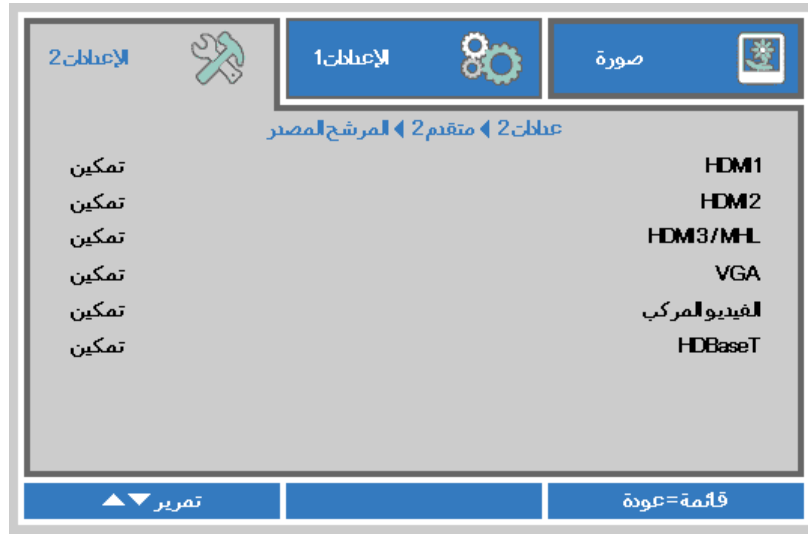 صورة
الإعدادات1
الإعدادات2
عدادات2 ◀ متقدم2 ◀ المرشح المصدر
HDMI1 تمكين
HDMI2 تمكين
HDMI3/MHL تمكين
VGA تمكين
الفيديو المركب تمكين
HDBaseT تمكين
قائمة=عودة
تمرير ▼▲